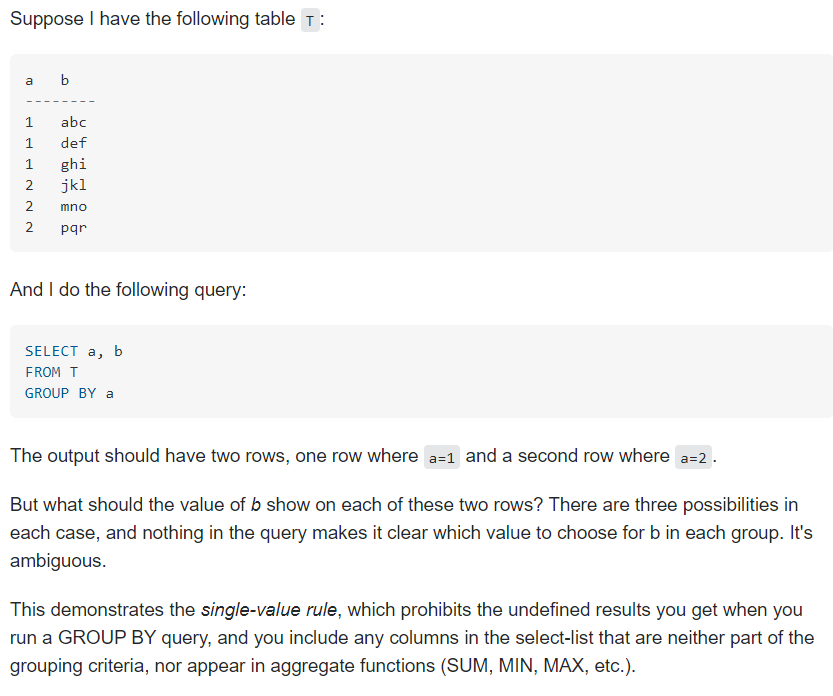 Suppose I have the following table T:
a b
--------
1 abc
1 def
1 ghi
2 jkl
2 mno
2 pqr
And I do the following query:
SELECT a, b
FROM T
GROUP BY a
The output should have two rows, one row where a=1 and a second row where a=2.
But what should the value of b show on each of these two rows? There are three possibilities in
each case, and nothing in the query makes it clear which value to choose for b in each group. It's
ambiguous.
This demonstrates the single-value rule, which prohibits the undefined results you get when you
run a GROUP BY query, and you include any columns in the select-list that are neither part of the
grouping criteria, nor appear in aggregate functions (SUM, MIN, MAX, etc.).